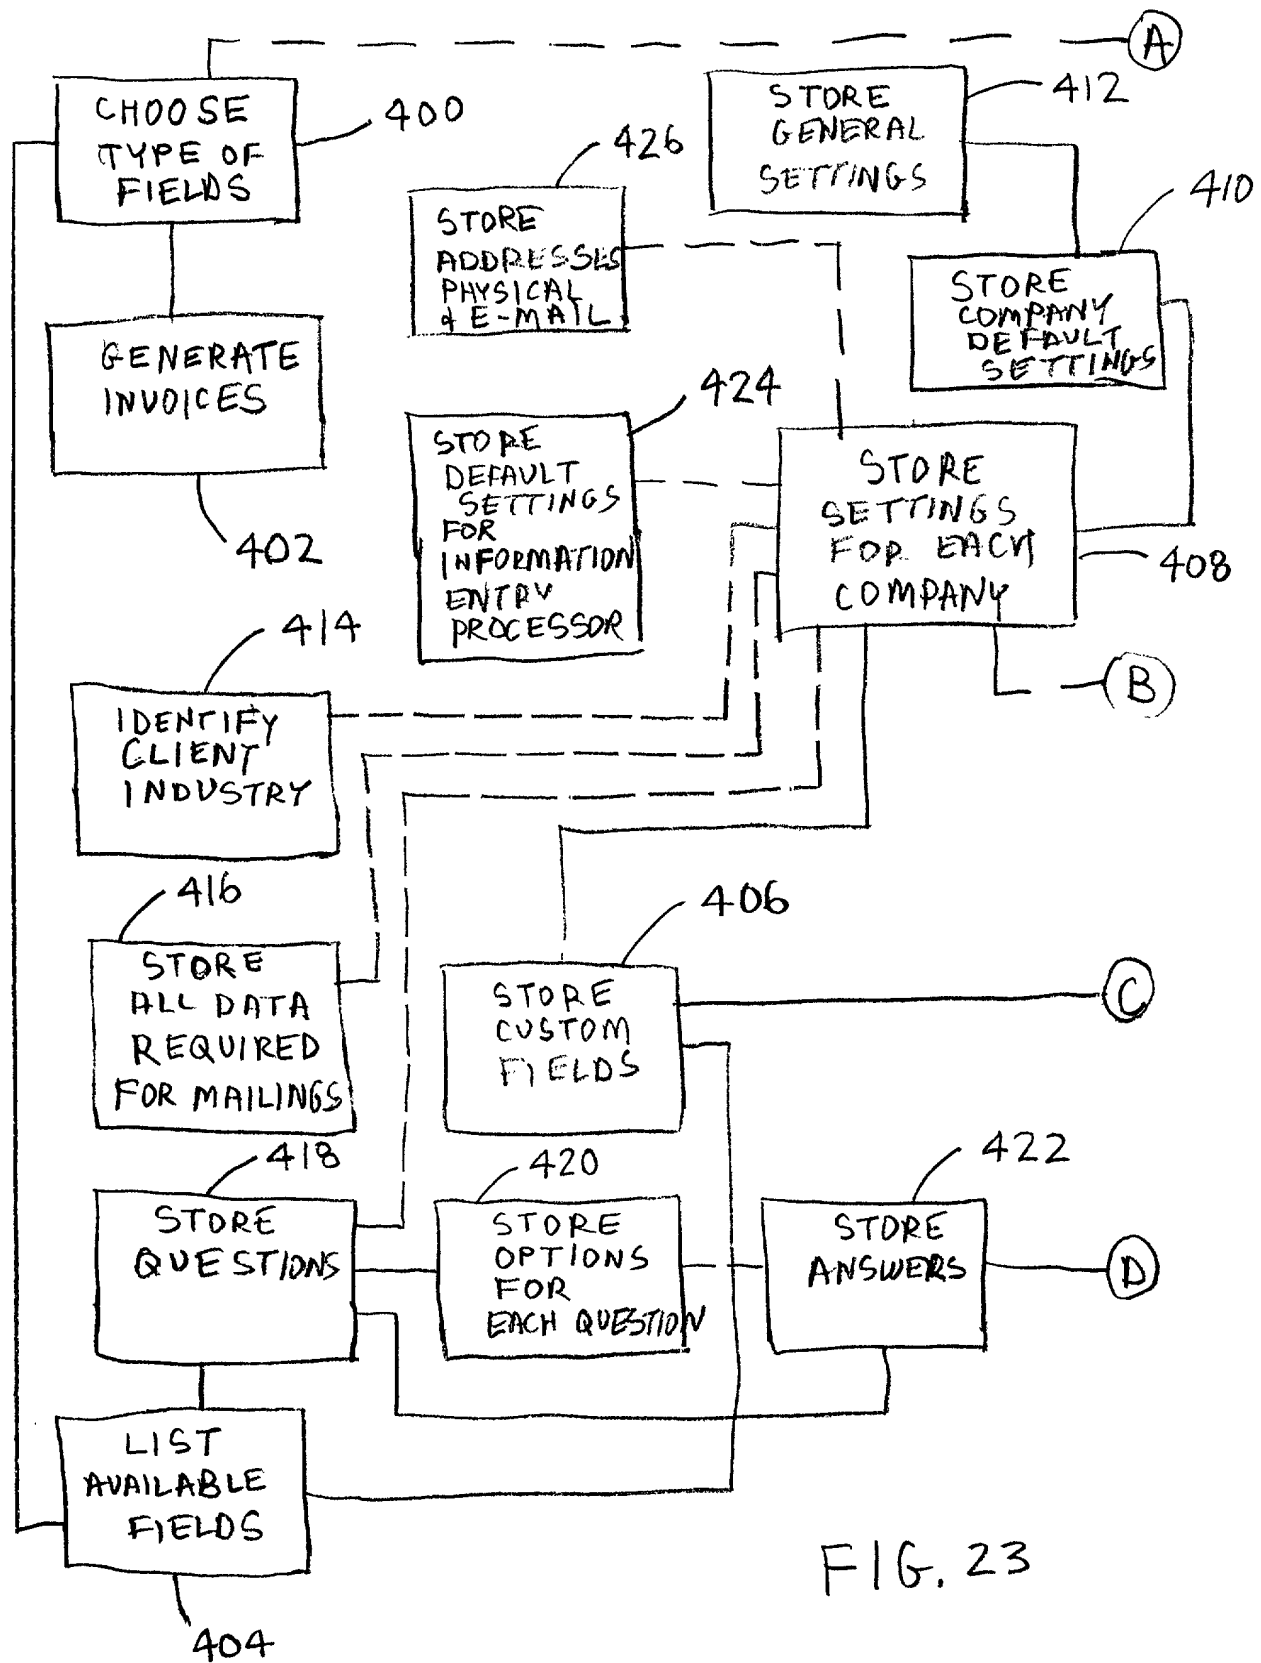 A
CHOOSE
TYPE OF
FIELDS
400
STORE
GENERAL
SETTINGS
412
426
STORE
ADDRESSES
PHYSICAL
& E-MAIL
410
STORE
COMPANY
DEFAULT
SETTINGS
GENERATE
INVOICES
402
424
STORE
DEFAULT
SETTINGS
FOR
INFORMATION
ENTRY
PROCESSOR
STORE
SETTINGS
FOR EACH
COMPANY
408
B
414
IDENTIFY
CLIENT
INDUSTRY
416
STORE
ALL DATA
REQUIRED
FOR MAILINGS
406
STORE
CUSTOM
FIELDS
C
418
STORE
QUESTIONS
420
STORE
OPTIONS
FOR
EACH QUESTION
422
STORE
ANSWERS
D
LIST
AVAILABLE
FIELDS
404
FIG. 23